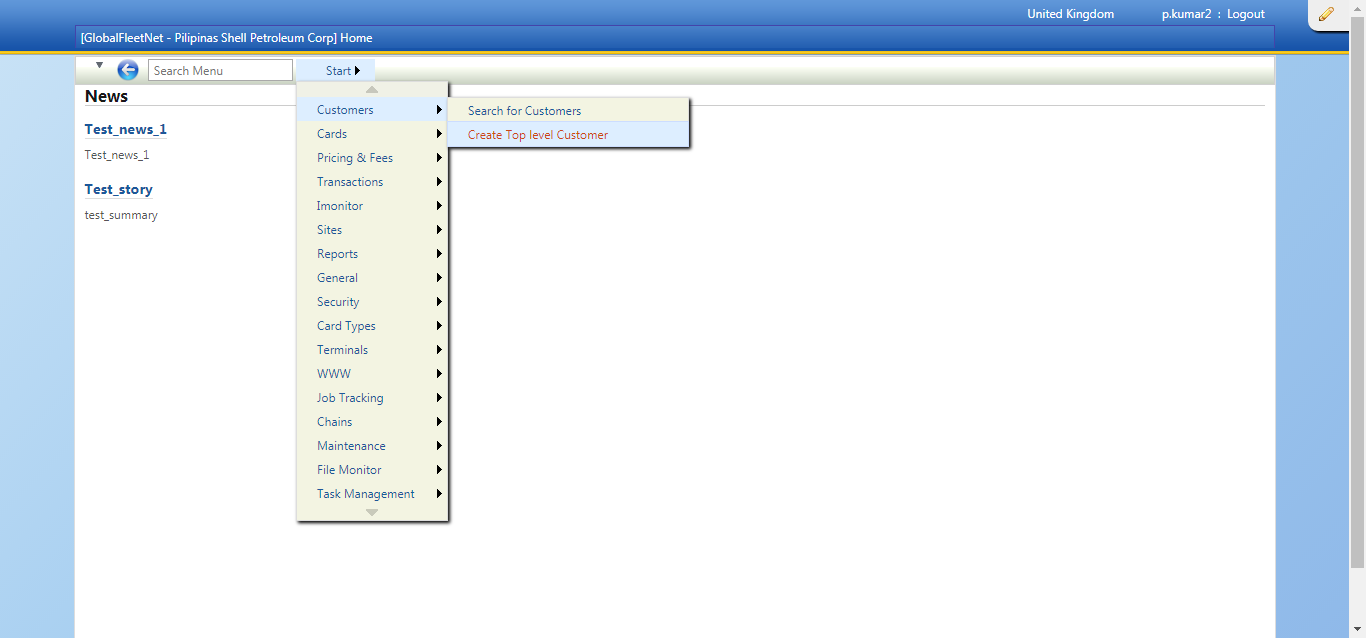 United Kingdom p.kumar2 : Logout
[GlobalFleetNet - Pilipinas Shell Petroleum Corp] Home
Search Menu Start
News
Test_news_1
Test_news_1
Test_story
test_summary
Customers
Cards
Pricing & Fees
Transactions
Imonitor
Sites
Reports
General
Security
Card Types
Terminals
WWW
Job Tracking
Chains
Maintenance
File Monitor
Task Management
Search for Customers
Create Top level Customer